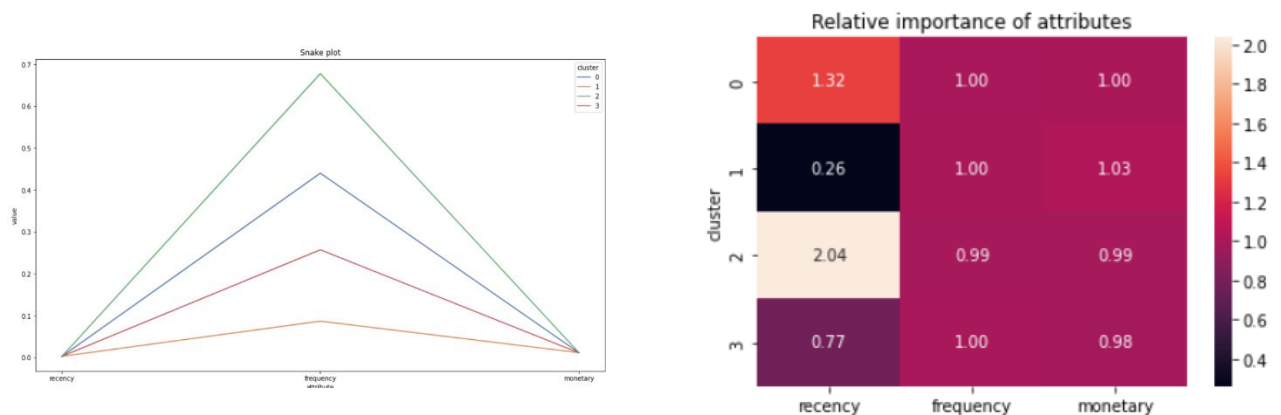 Snake plot
cluster
0
1
2
3
0.7
0.6
0.5
0.4
0.3
0.2
0.1
0.0
value
recency
frequency
monetary
attribute
Relative importance of attributes
0
1
2
3
cluster
1.32 1.00 1.00
0.26 1.00 1.03
2.04 0.99 0.99
0.77 1.00 0.98
recency
frequency
monetary
2.0
1.8
1.6
1.4
1.2
1.0
0.8
0.6
0.4